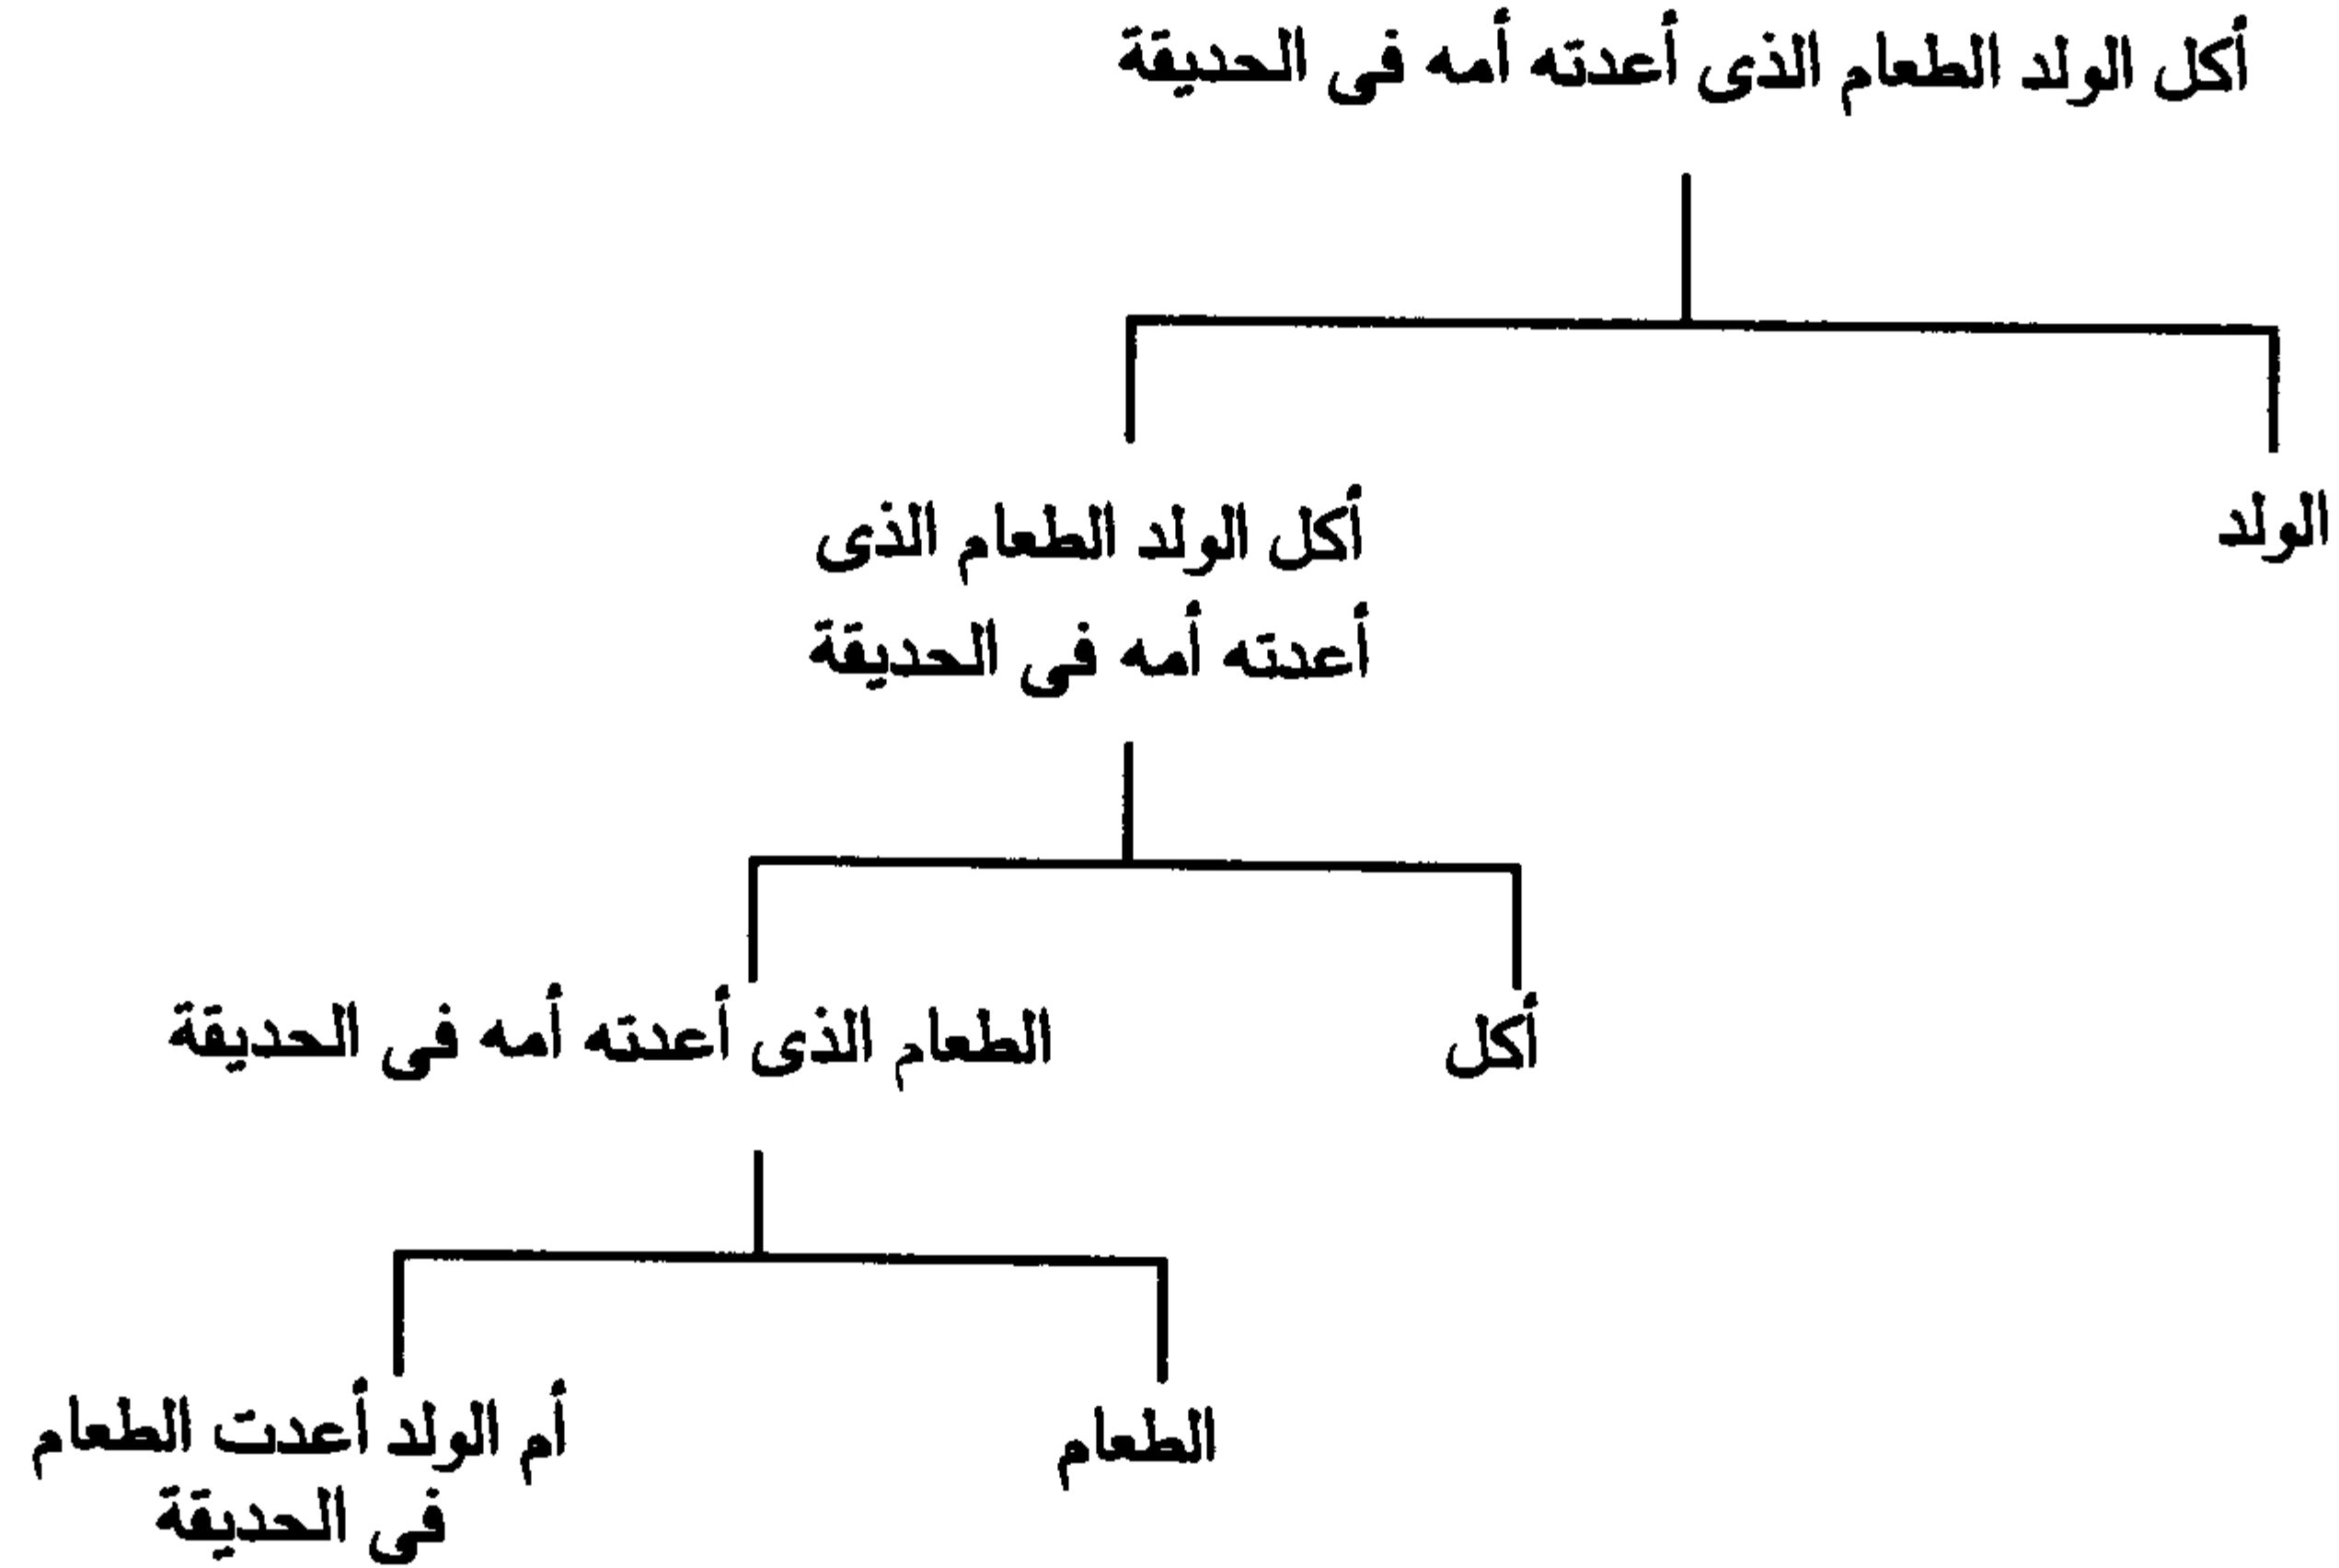 أكل الولد الطعام الذى أعدته أمه فى الحديقة
الولد
أكل الولد الطعام الذى
أعدته أمه فى الحديقة
أكل
الطعام الذى أعدته أمه فى الحديقة
الطعام
أم الولد أعدت الطعام
فى الحديقة